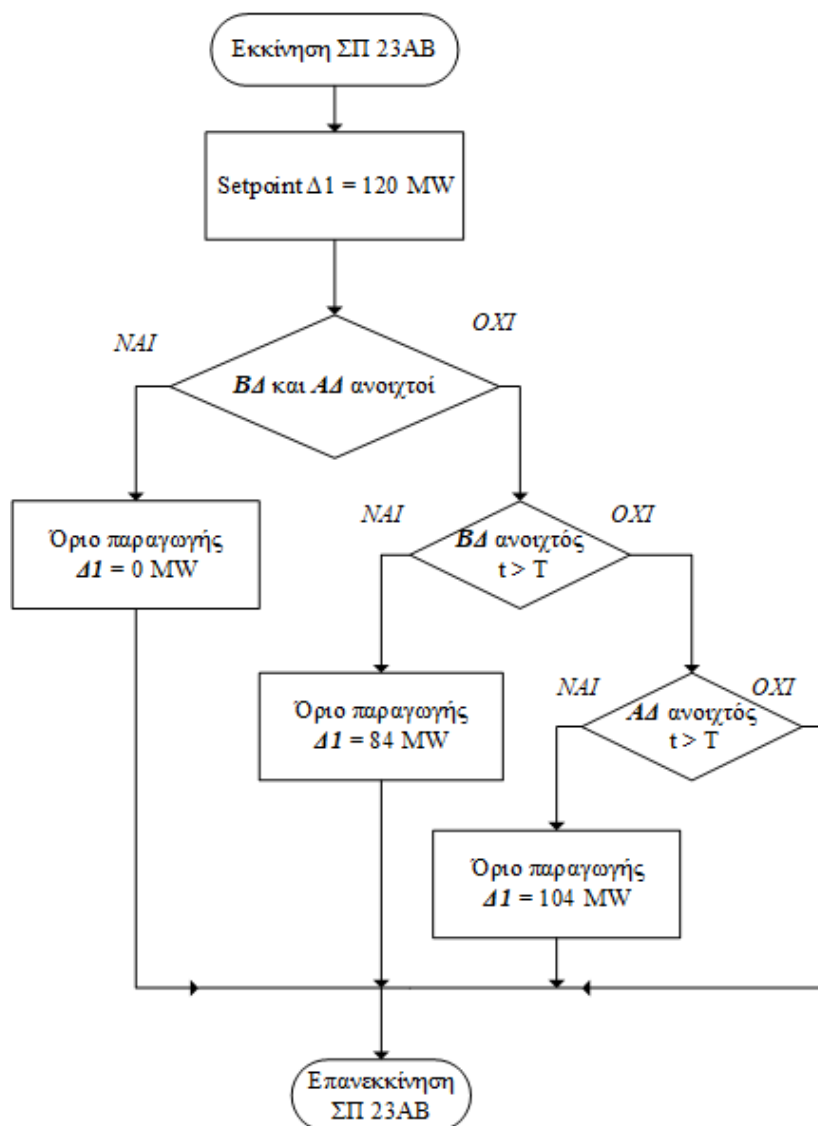 Εκκίνηση ΣΠ 23ΑΒ
Setpoint Δ1 = 120 MW
ΝΑΙ
ΟΧΙ
ΒΔ και ΑΔ ανοιχτοί
Όριο παραγωγής
Δ1 = 0 MW
ΝΑΙ
ΟΧΙ
ΒΔ ανοιχτός
t > T
Όριο παραγωγής
Δ1 = 84 MW
ΝΑΙ
ΟΧΙ
ΑΔ ανοιχτός
t > T
Όριο παραγωγής
Δ1 = 104 MW
Επανεκκίνηση
ΣΠ 23ΑΒ